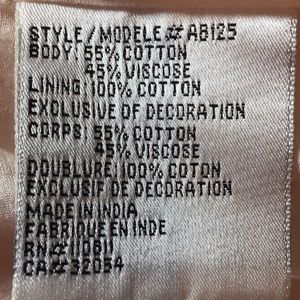 STYLE/MODELE# AB125
BODY: 55% COTTON
45% VISCOSE
LINING: 100% COTTON
EXCLUSIVE OF DECORATION
CORPS: 55% COTTON
45% VISCOSE
DOUBLURE: 100% COTON
EXCLUSIF DE DECORATION
MADE IN INDIA
FABRIQUE EN INDE
RN# 110811
CA# 32054